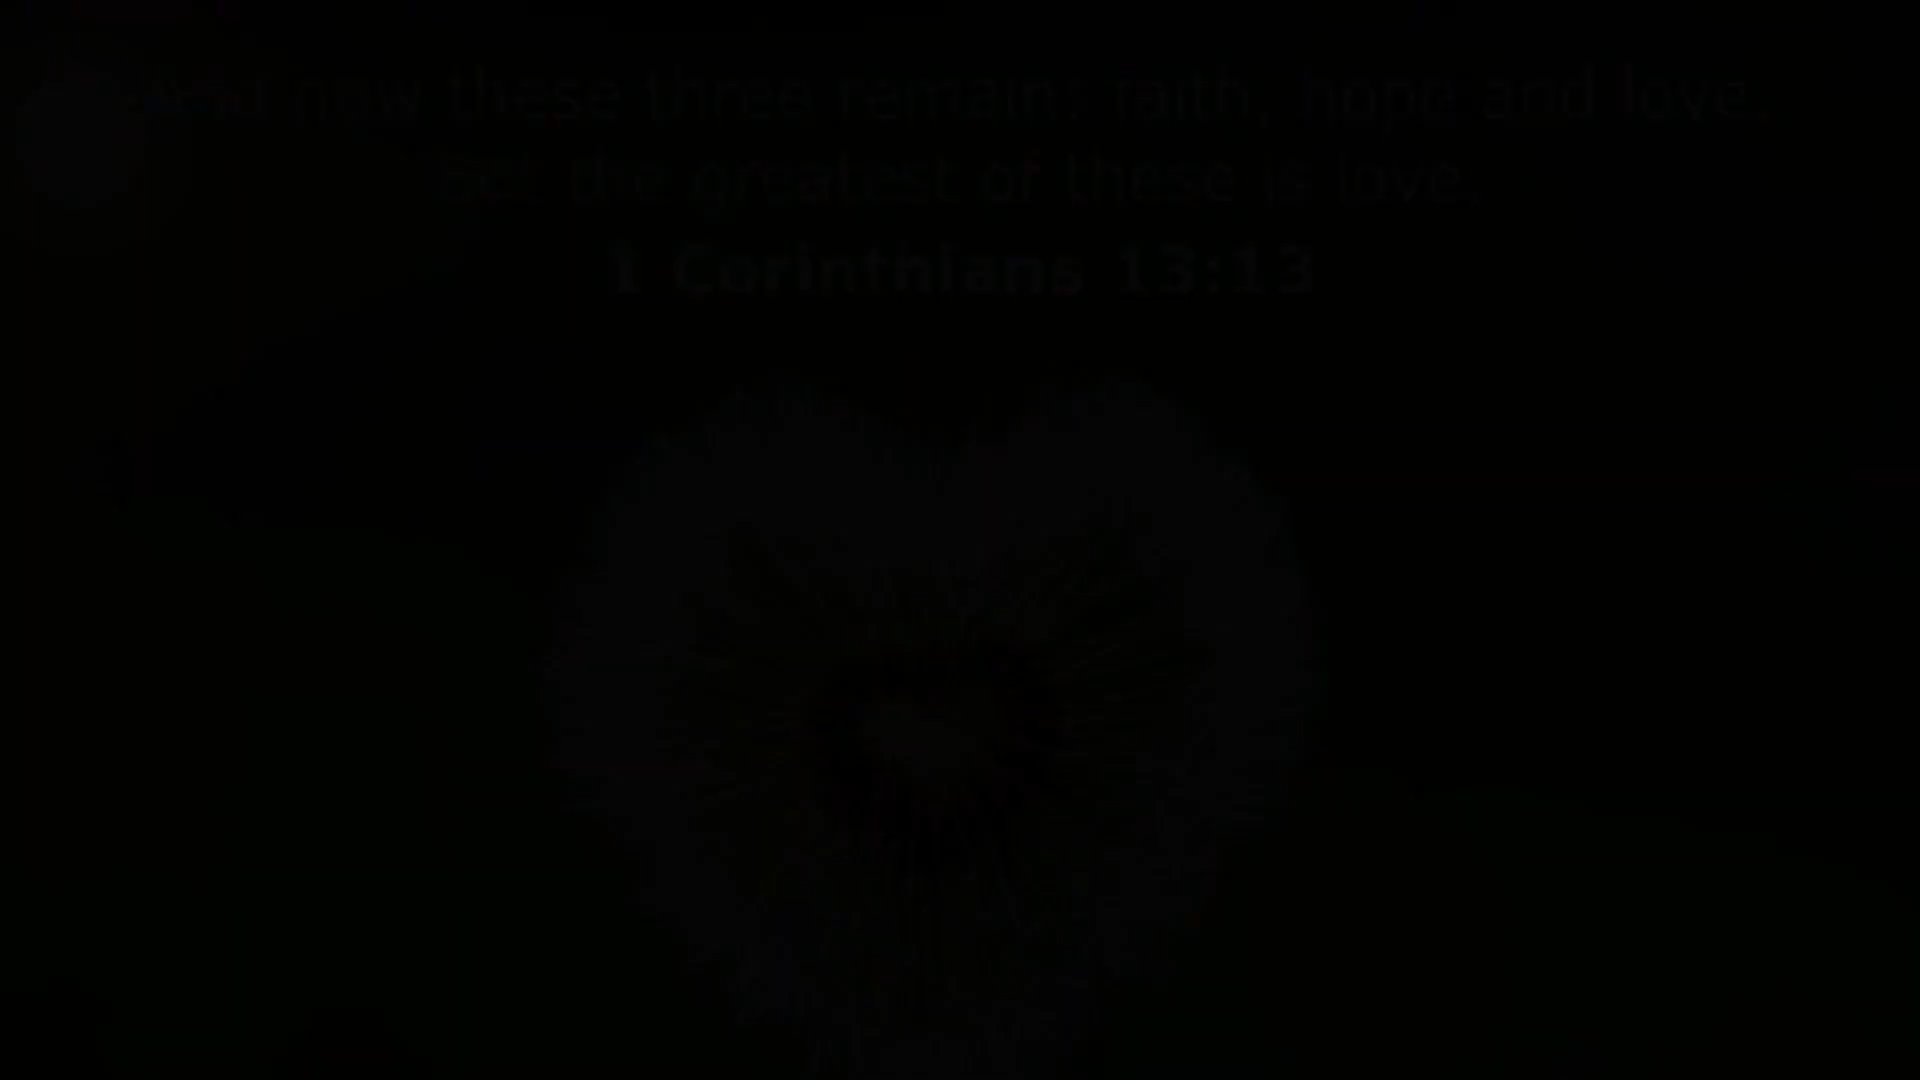 And now these three remain: faith, hope and love.
But the greatest of these is love.
1 Corinthians 13:13